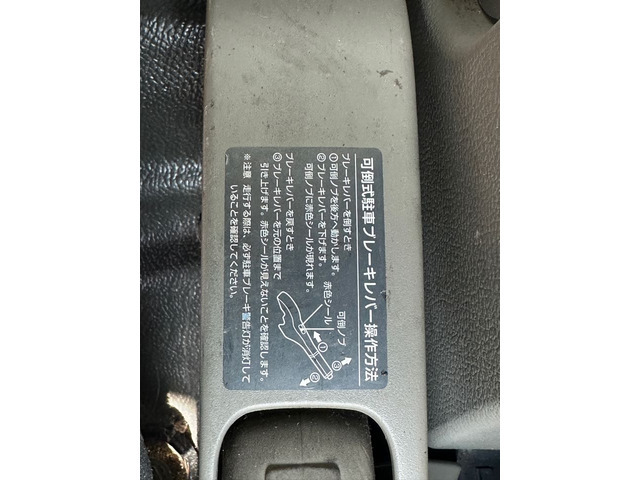 可倒式駐車ブレーキレバー操作方法
ブレーキレバーを倒すとき
①可倒ノブを後方へ動かします。
②ブレーキレバーを下げます。
可倒ノブに赤色シールが現れます。
ブレーキレバーを戻すとき
③ブレーキレバーを元の位置まで
引き上げます。赤色シールが見えないことを確認します。
※注意 走行する際は、必ず駐車ブレーキ警告灯が消灯して
いることを確認してください。
可倒ノブ
赤色シール
①
②
③